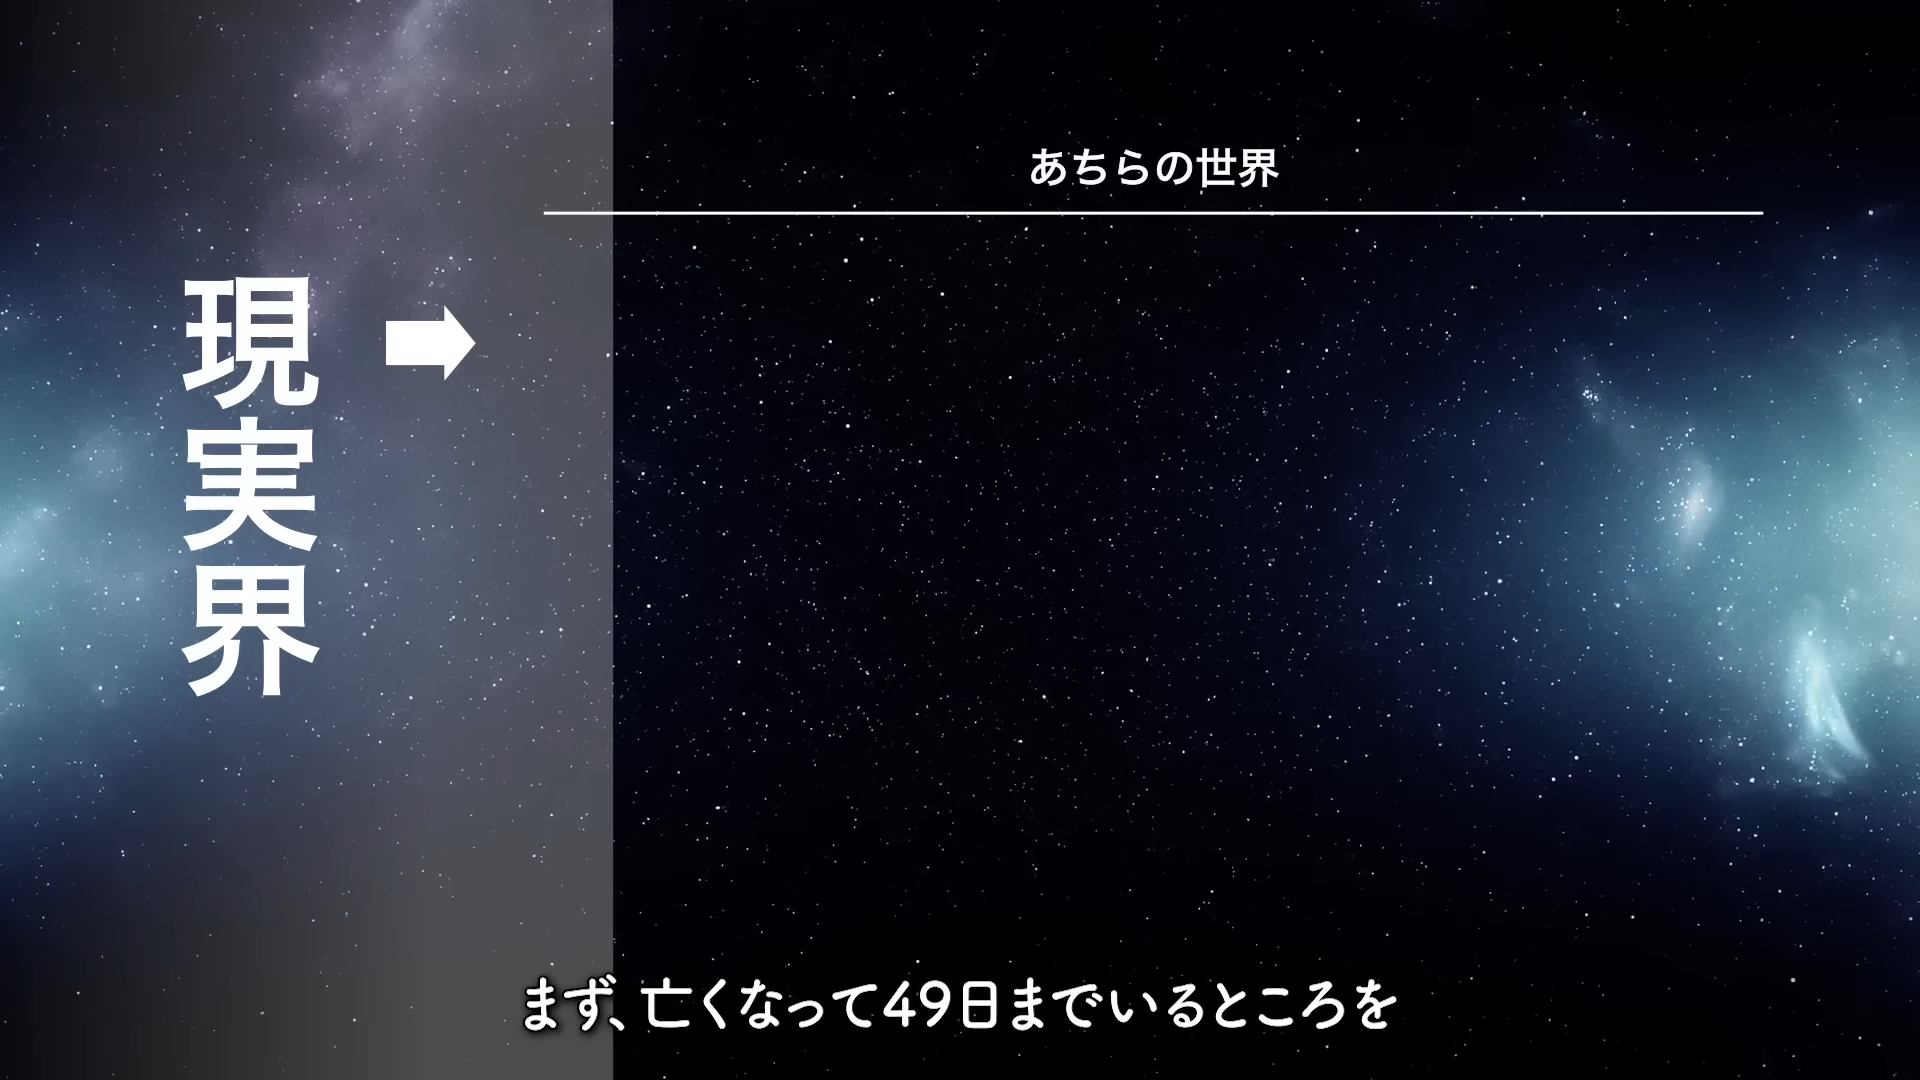 あちらの世界
現実界
まず、亡くなって49日までいるところを